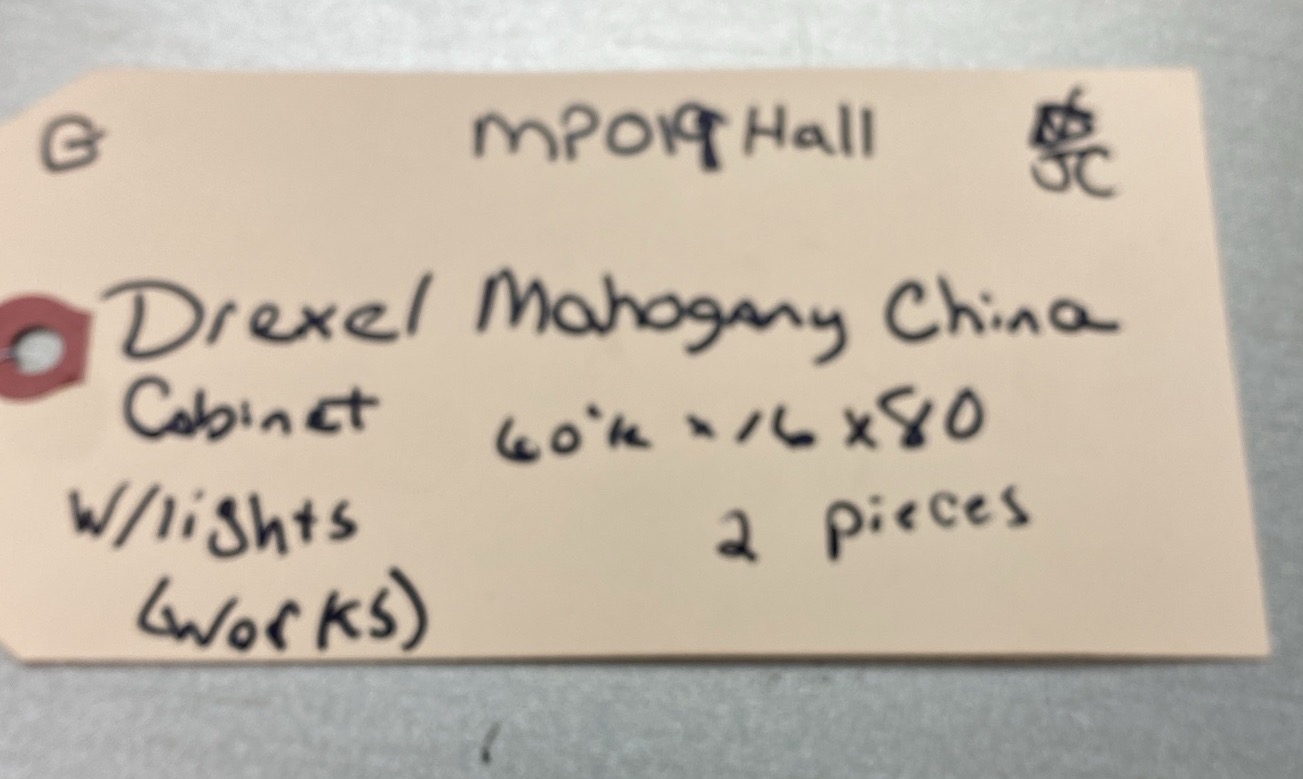 G MP019 Hall
JC
Drexel Mahogany China
Cabinet 60" x 16 x 80
W/lights 2 pieces
(works)